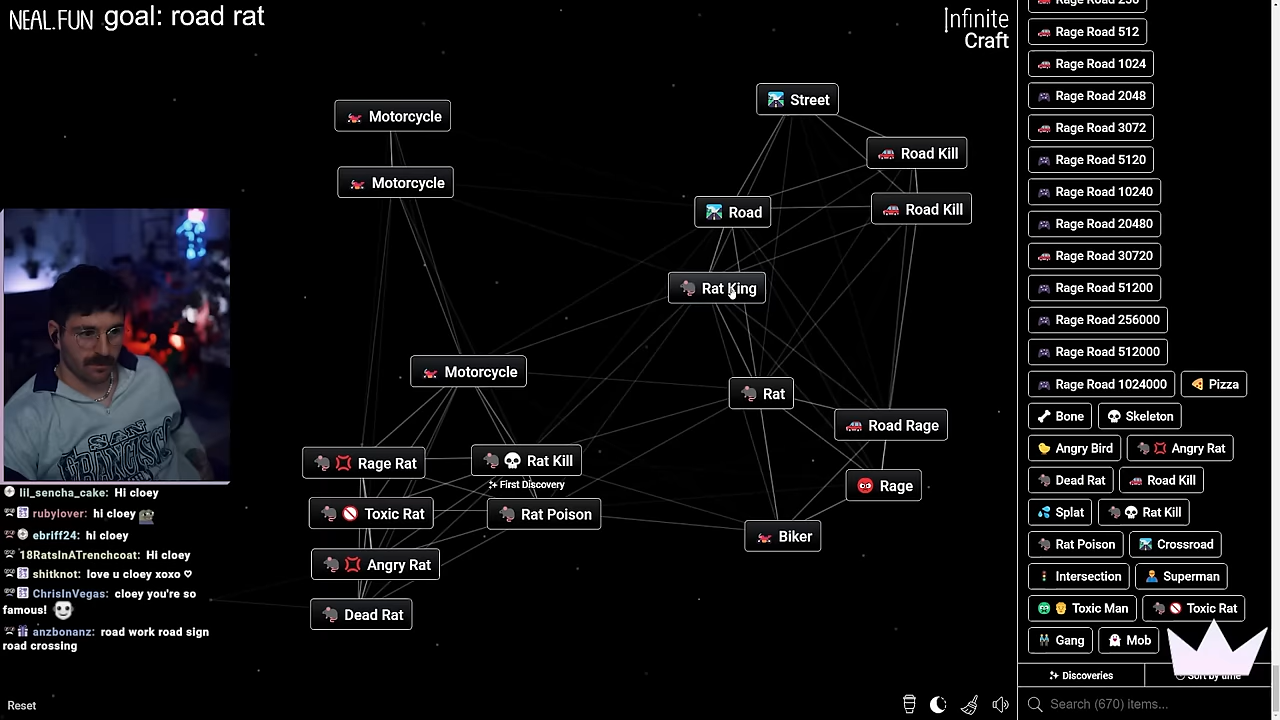 NEAL.FUN
goal: road rat
Infinite
Craft
Motorcycle
Motorcycle
Street
Road Kill
Road Kill
Road
Rat King
Motorcycle
Rat
Road Rage
Rage Rat
Rat Kill
First Discovery
Rage
Toxic Rat
Rat Poison
Biker
Angry Rat
Dead Rat
lil_sencha_cake: Hi cloey
rubylover: hi cloey
ebriff24: hi cloey
18RatsInATrenchcoat: Hi cloey
shitknot: love u cloey xoxo ♡
ChrisInVegas: cloey you're so
famous!
anzbonanz: road work road sign
road crossing
SAN
Reset
Rage Road 512
Rage Road 1024
Rage Road 2048
Rage Road 3072
Rage Road 5120
Rage Road 10240
Rage Road 20480
Rage Road 30720
Rage Road 51200
Rage Road 256000
Rage Road 512000
Rage Road 1024000 Pizza
Bone Skeleton
Angry Bird Angry Rat
Dead Rat Road Kill
Splat Rat Kill
Rat Poison Crossroad
Intersection Superman
Toxic Man Toxic Rat
Gang Mob
Discoveries Sort by time
Search (670) items...